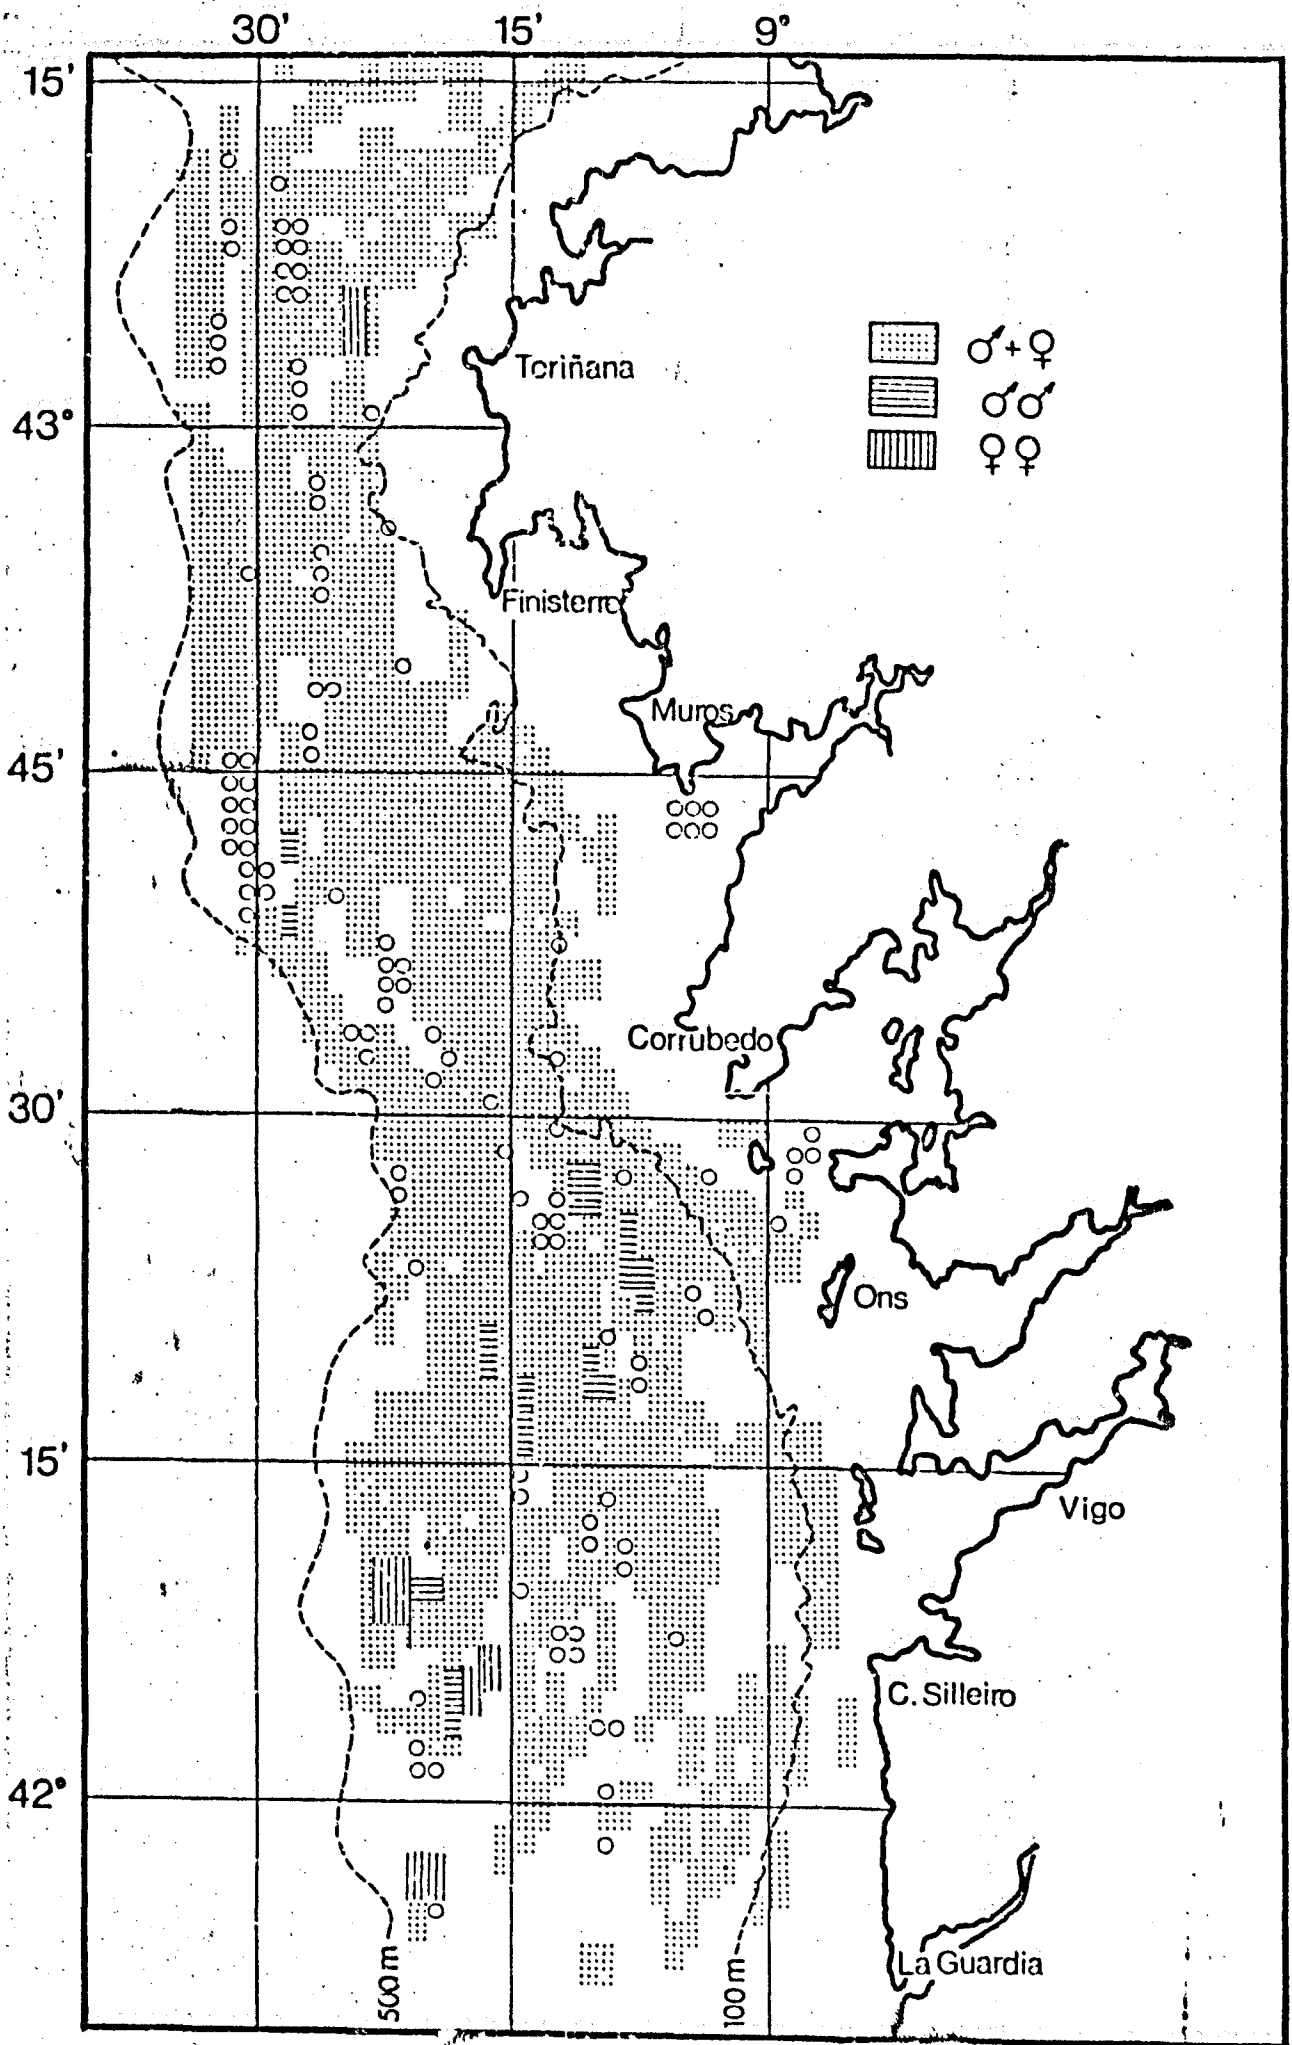 30' 15' 9°
15'
♂+♀
Toriñana
♂♂
43°
♀♀
Finisterre
Muros
45'
Corrubedo
30'
Ons
15'
Vigo
C. Silleiro
42°
La Guardia
500 m
100 m